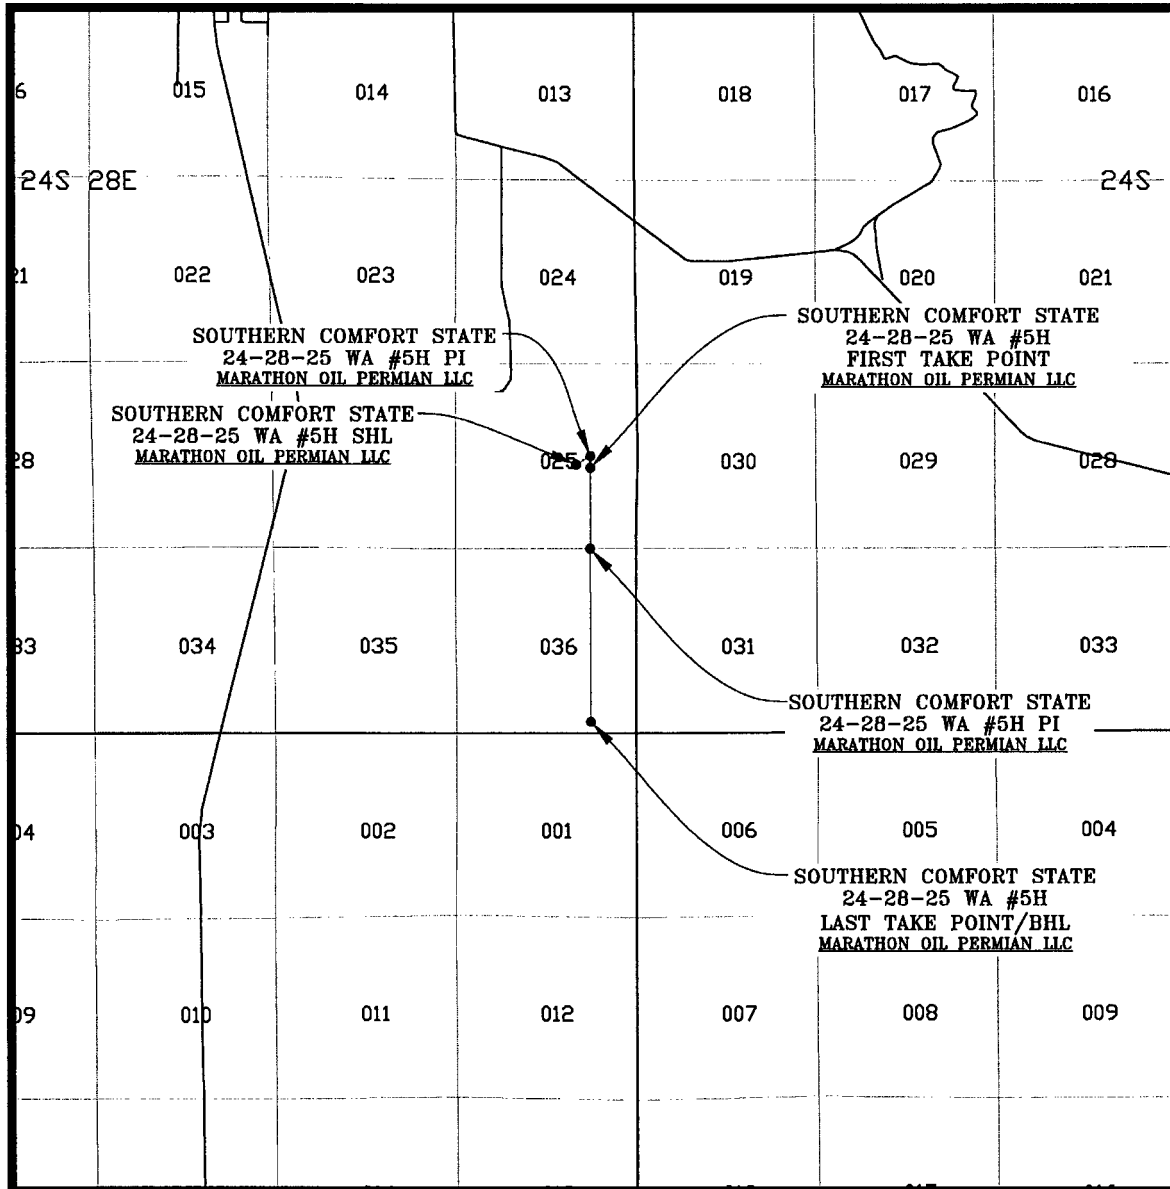 6 015 014 013 018 017 016
24S 28E 24S
21 022 023 024 019 020 021
SOUTHERN COMFORT STATE
24-28-25 WA #5H PI
MARATHON OIL PERMIAN LLC
SOUTHERN COMFORT STATE
24-28-25 WA #5H
FIRST TAKE POINT
MARATHON OIL PERMIAN LLC
SOUTHERN COMFORT STATE
24-28-25 WA #5H SHL
MARATHON OIL PERMIAN LLC
28 025 030 029 028
33 034 035 036 031 032 033
SOUTHERN COMFORT STATE
24-28-25 WA #5H PI
MARATHON OIL PERMIAN LLC
04 003 002 001 006 005 004
SOUTHERN COMFORT STATE
24-28-25 WA #5H
LAST TAKE POINT/BHL
MARATHON OIL PERMIAN LLC
09 010 011 012 007 008 009